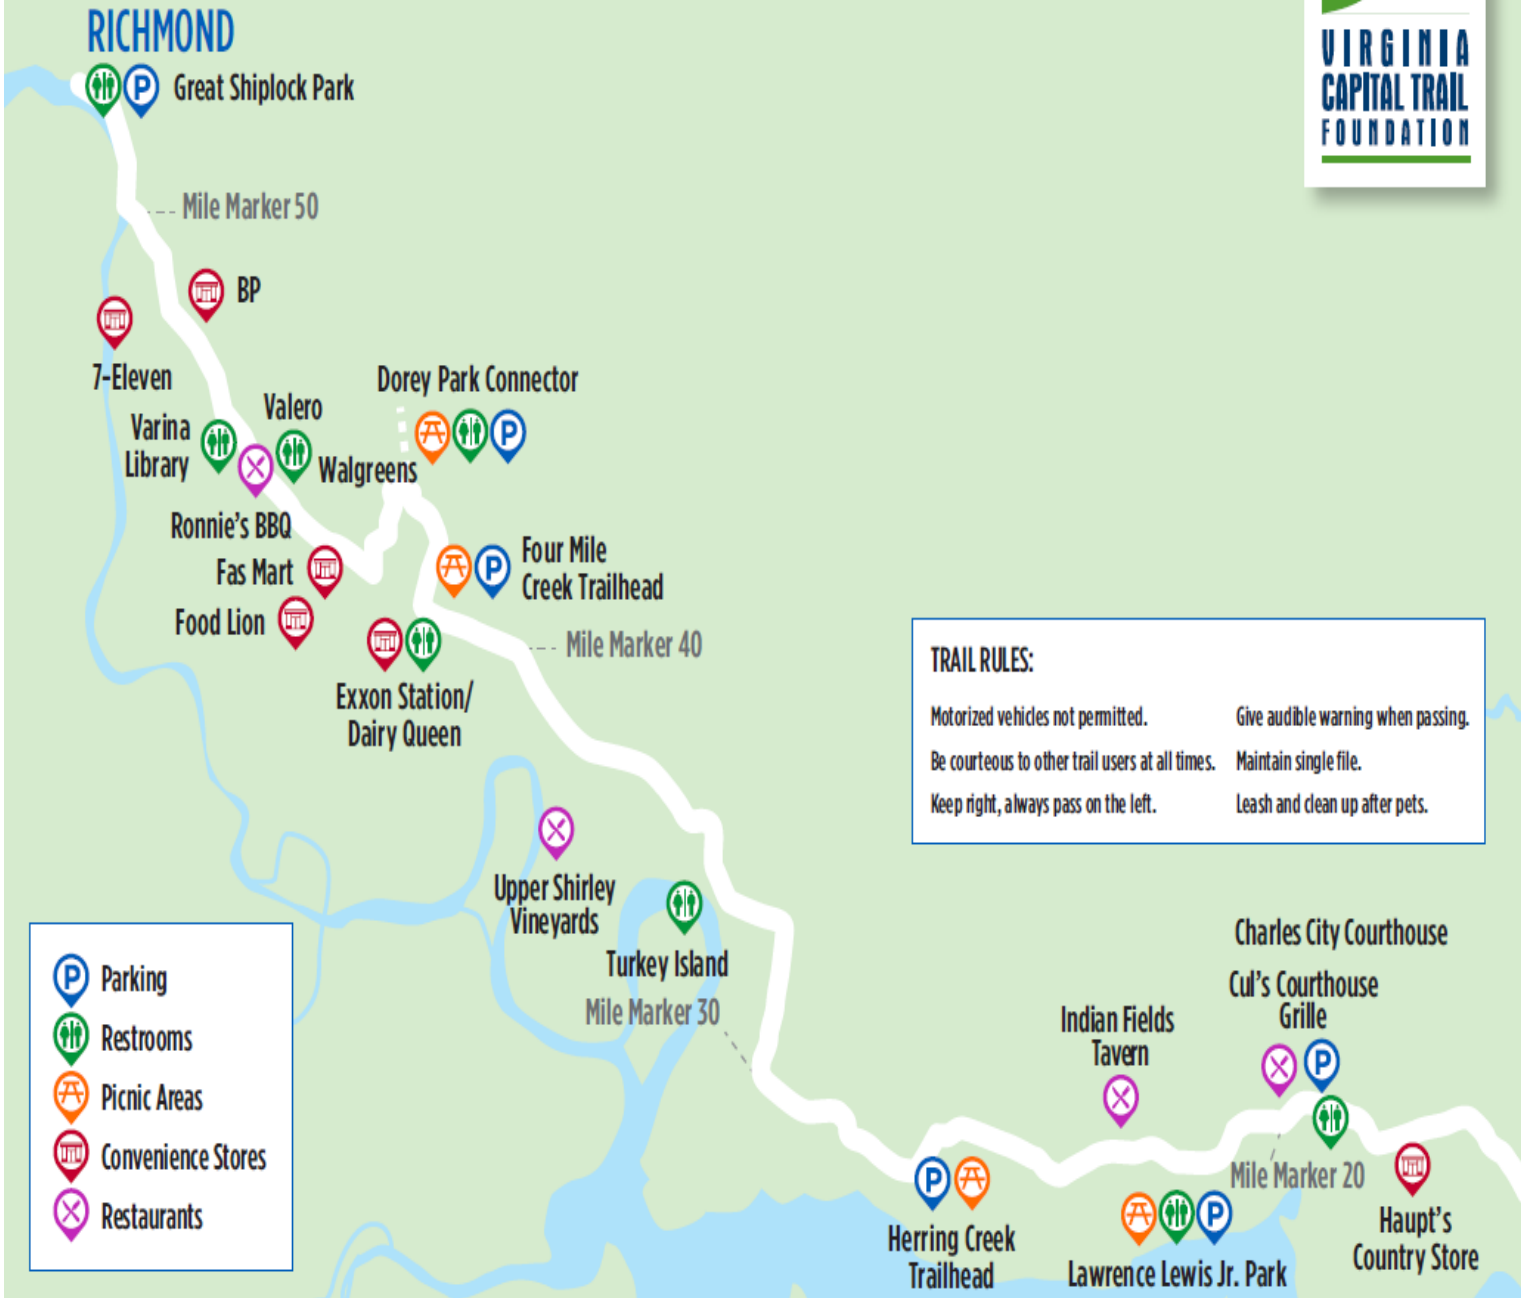 RICHMOND
Great Shiplock Park
VIRGINIA
CAPITAL TRAIL
FOUNDATION
Mile Marker 50
BP
7-Eleven
Dorey Park Connector
Valero
Varina
Library
Walgreens
Ronnie's BBQ
Fas Mart
Four Mile
Creek Trailhead
Food Lion
Mile Marker 40
Exxon Station/
Dairy Queen
TRAIL RULES:
Motorized vehicles not permitted.
Be courteous to other trail users at all times.
Keep right, always pass on the left.
Give audible warning when passing.
Maintain single file.
Leash and clean up after pets.
Upper Shirley
Vineyards
Turkey Island
Mile Marker 30
Charles City Courthouse
Cul's Courthouse
Grille
Indian Fields
Tavern
Mile Marker 20
Herring Creek
Trailhead
Lawrence Lewis Jr. Park
Haupt's
Country Store
P
P
P
P
P
P
P Parking
Restrooms
Picnic Areas
Convenience Stores
Restaurants